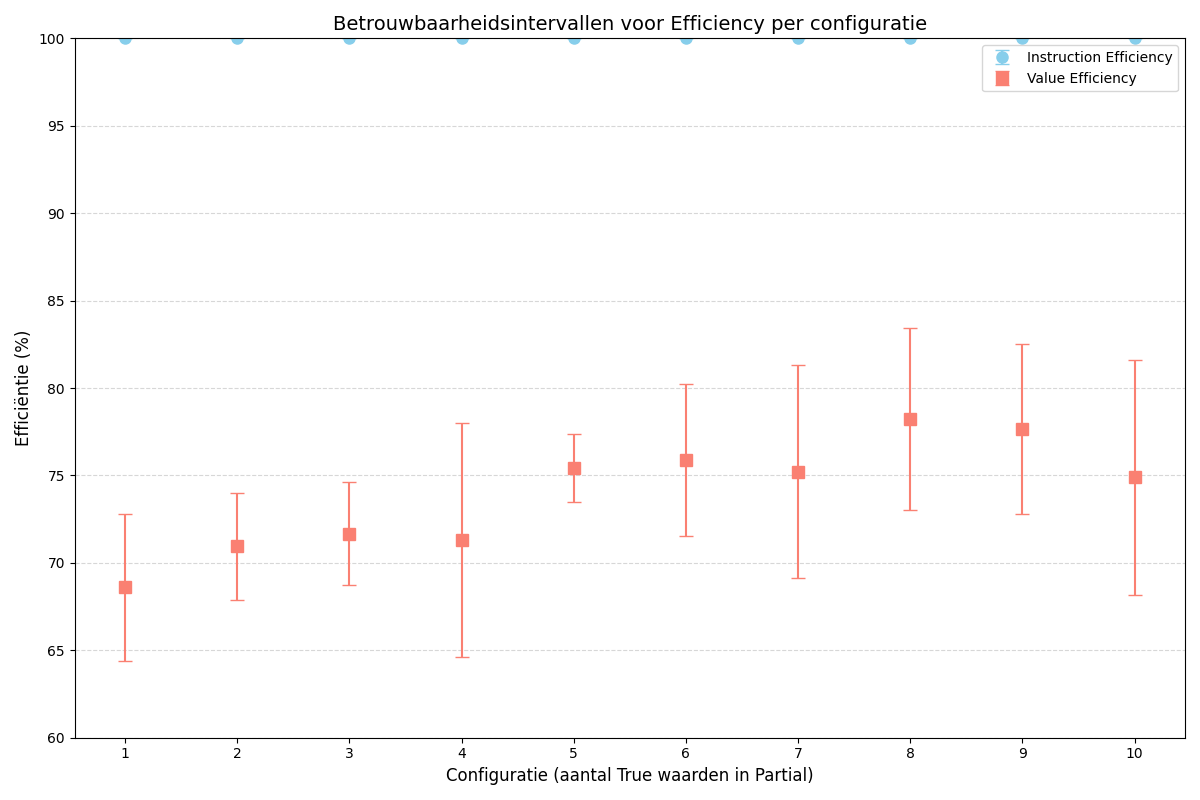 Betrouwbaarheidsintervallen voor Efficiency per configuratie
Instruction Efficiency
Value Efficiency
Efficiëntie (%)
100
95
90
85
80
75
70
65
60
1 2 3 4 5 6 7 8 9 10
Configuratie (aantal True waarden in Partial)